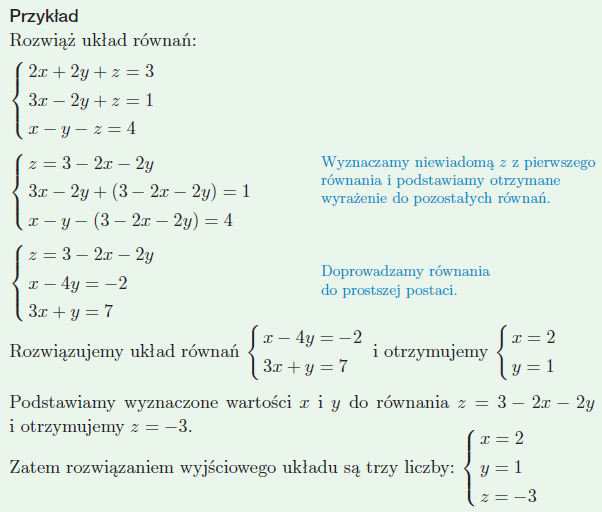 Przykład
Rozwiąż układ równań:
2x + 2y + z = 3
3x − 2y + z = 1
x − y − z = 4
z = 3 − 2x − 2y
3x − 2y + (3 − 2x − 2y) = 1
x − y − (3 − 2x − 2y) = 4
Wyznaczamy niewiadomą z z pierwszego
równania i podstawiamy otrzymane
wyrażenie do pozostałych równań.
z = 3 − 2x − 2y
x − 4y = −2
3x + y = 7
Doprowadzamy równania
do prostszej postaci.
Rozwiązujemy układ równań { x − 4y = −2 3x + y = 7 i otrzymujemy { x = 2 y = 1
Podstawiamy wyznaczone wartości x i y do równania z = 3 − 2x − 2y
i otrzymujemy z = −3.
Zatem rozwiązaniem wyjściowego układu są trzy liczby: { x = 2 y = 1 z = −3